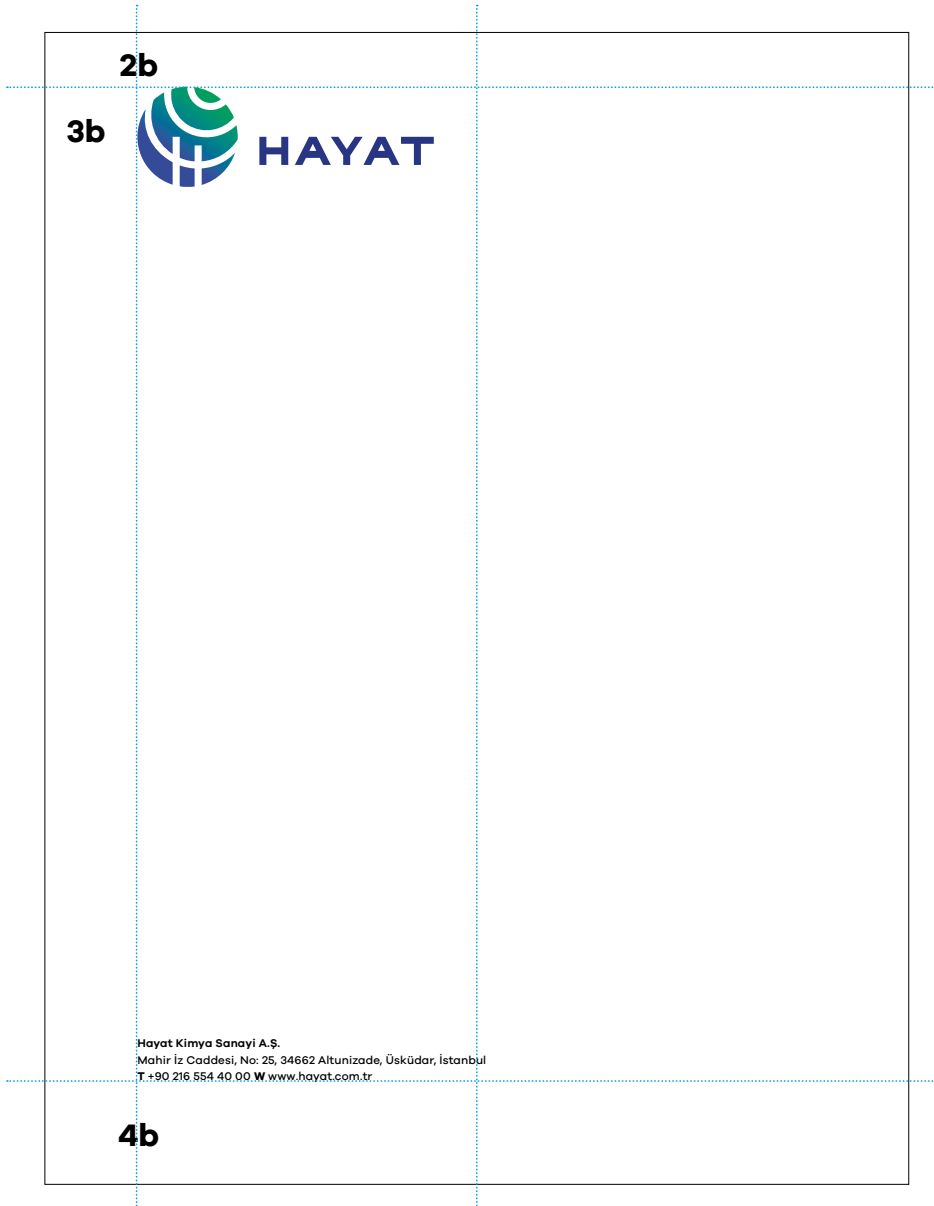 2b
3b
HAYAT
Hayat Kimya Sanayi A.Ş.
Mahir İz Caddesi, No: 25, 34662 Altunizade, Üsküdar, İstanbul
T +90 216 554 40 00 W www.hayat.com.tr
4b